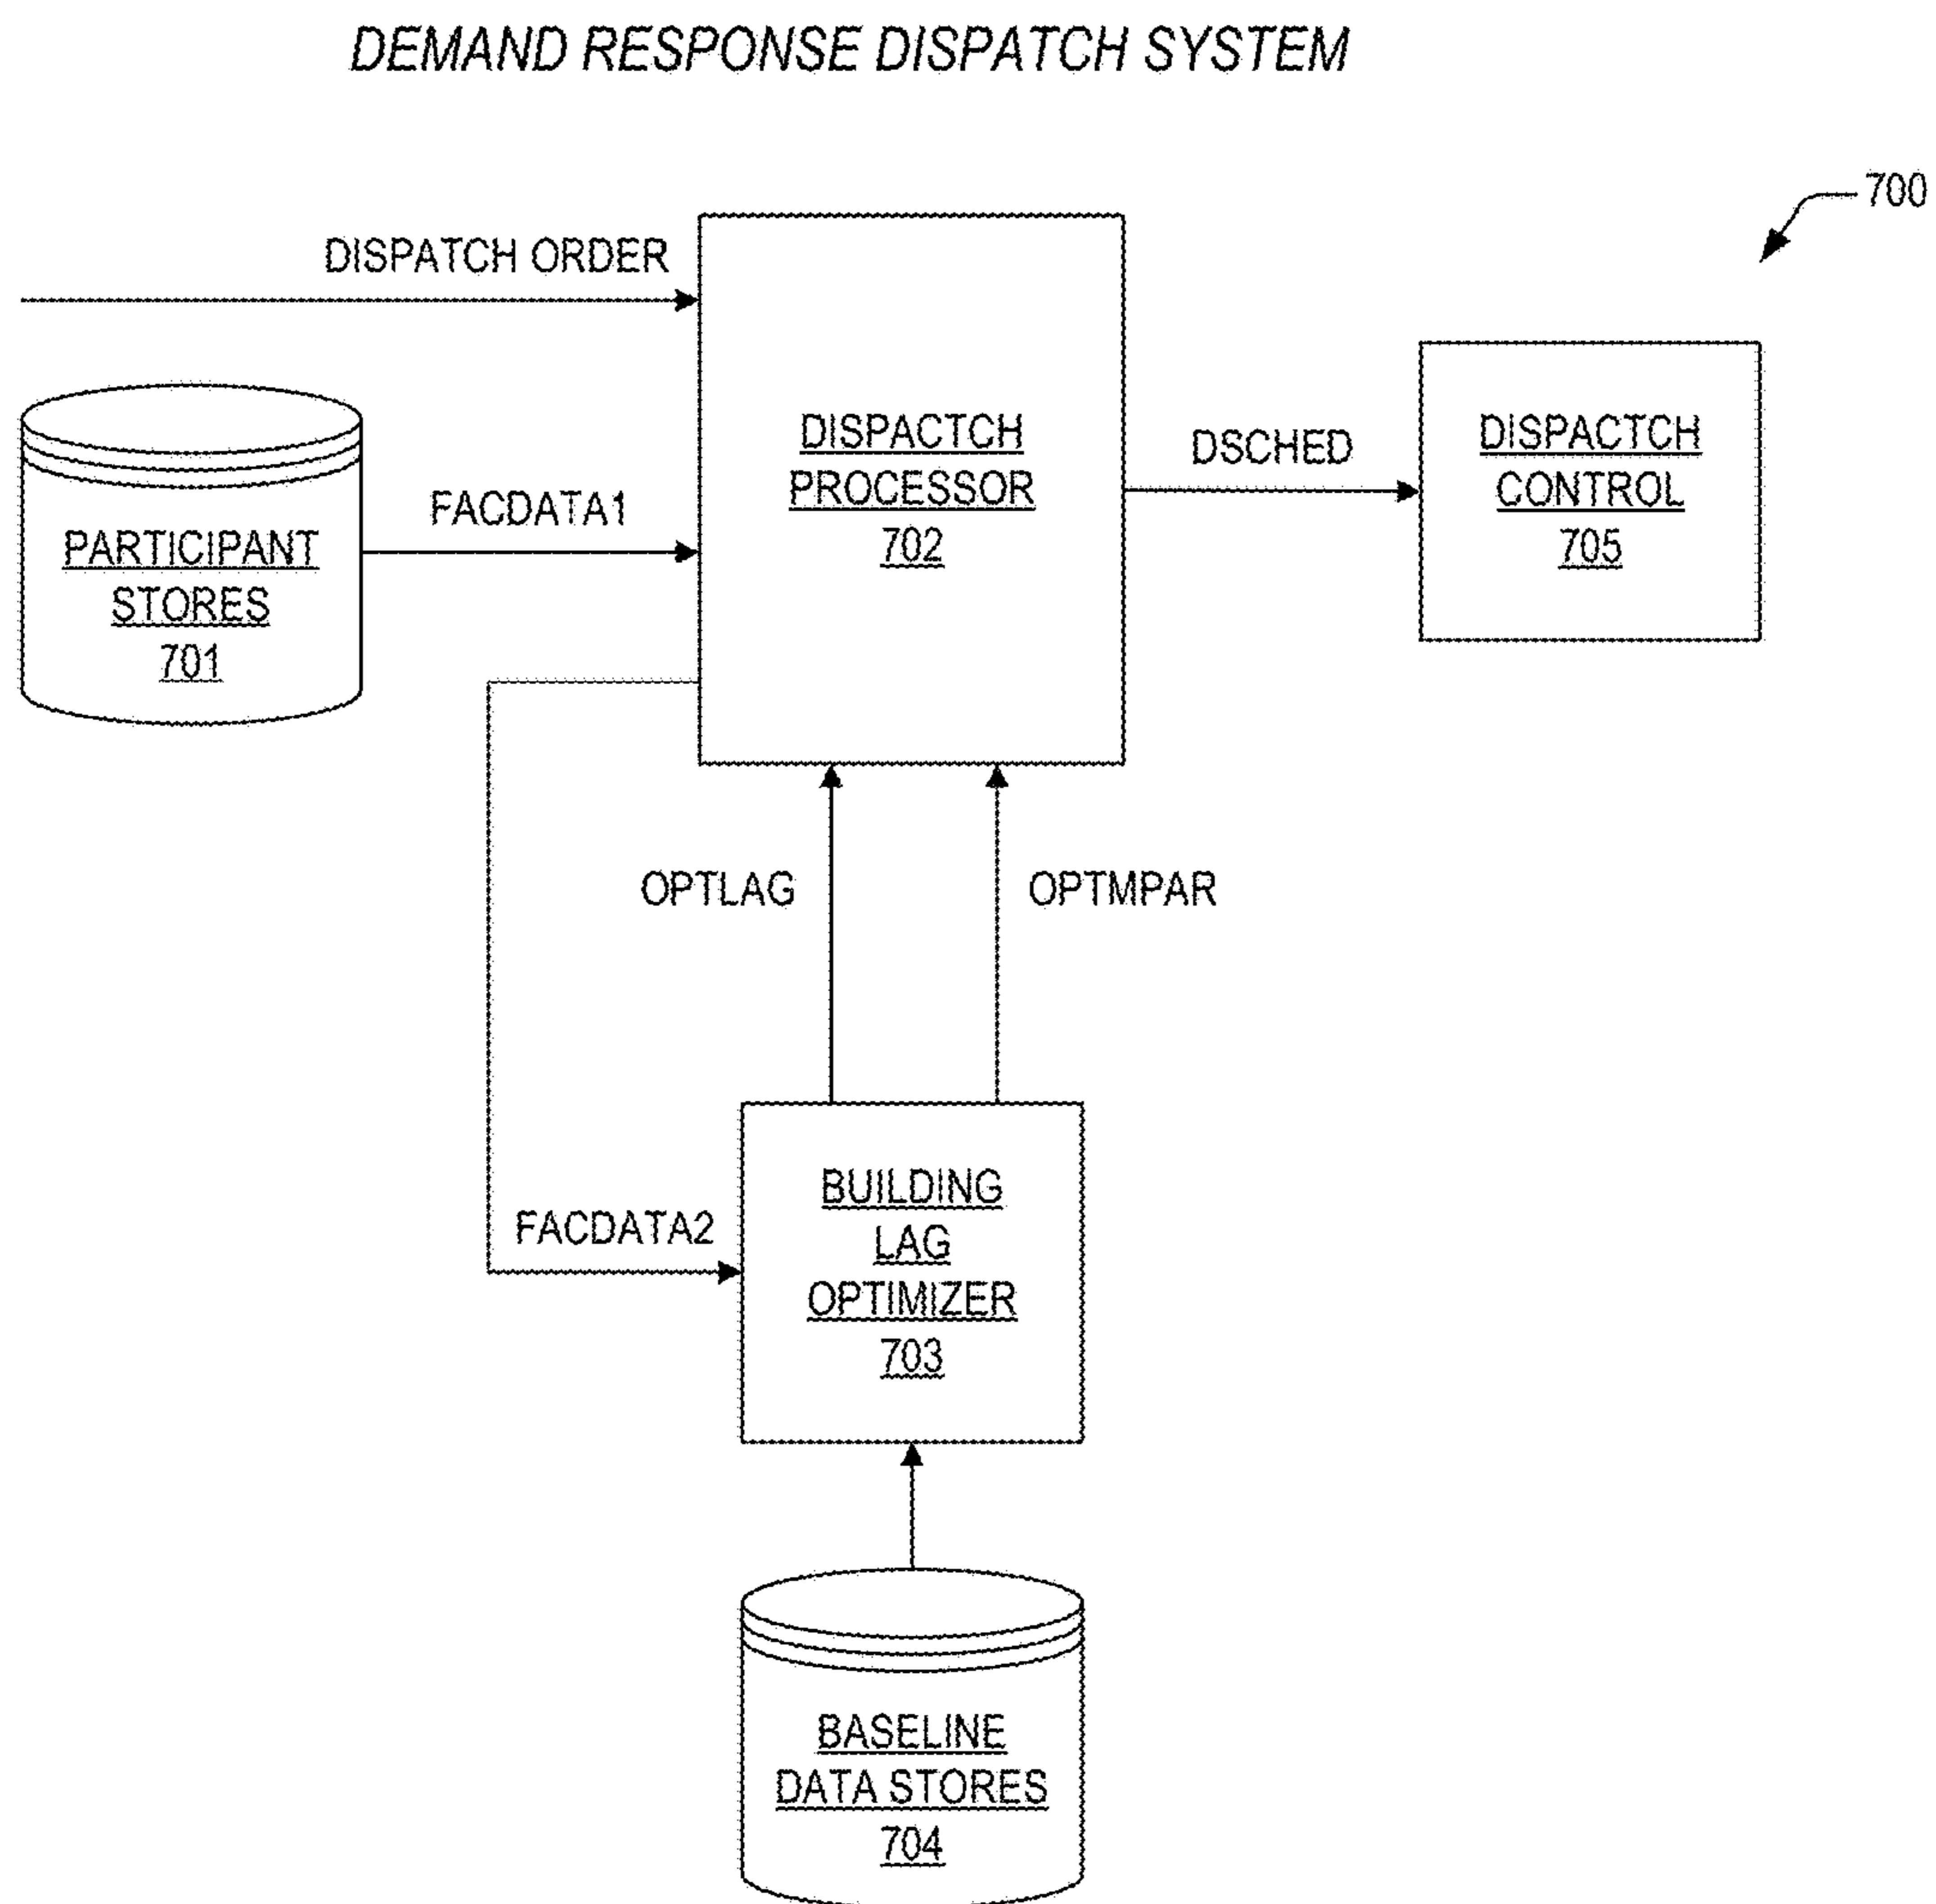 DEMAND RESPONSE DISPATCH SYSTEM
700
DISPATCH ORDER
PARTICIPANT
STORES
701
FACDATA1
DISPACTCH
PROCESSOR
702
DSCHED
DISPACTCH
CONTROL
705
OPTLAG
OPTMPAR
FACDATA2
BUILDING
LAG
OPTIMIZER
703
BASELINE
DATA STORES
704